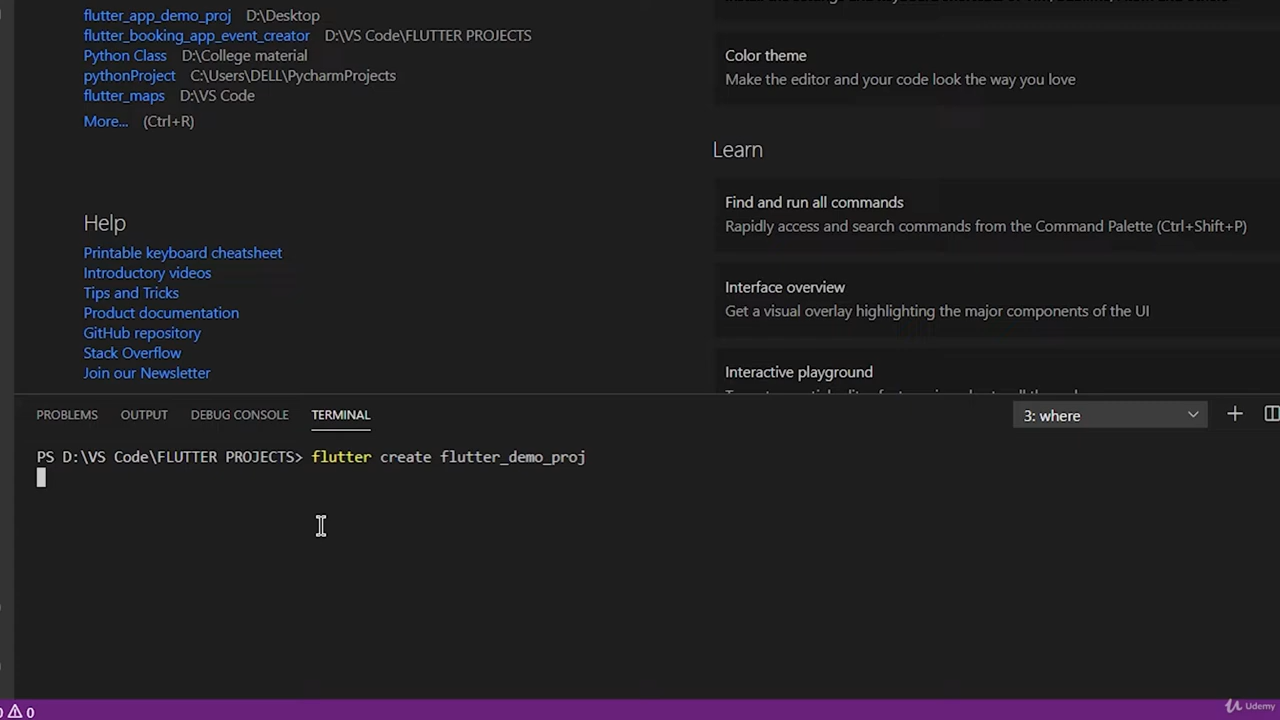 flutter_app_demo_proj D:\Desktop
flutter_booking_app_event_creator D:\VS Code\FLUTTER PROJECTS
Python Class D:\College material
pythonProject C:\Users\DELL\PycharmProjects
flutter_maps D:\VS Code
More... (Ctrl+R)
Help
Printable keyboard cheatsheet
Introductory videos
Tips and Tricks
Product documentation
GitHub repository
Stack Overflow
Join our Newsletter
Color theme
Make the editor and your code look the way you love
Learn
Find and run all commands
Rapidly access and search commands from the Command Palette (Ctrl+Shift+P)
Interface overview
Get a visual overlay highlighting the major components of the UI
Interactive playground
PROBLEMS OUTPUT DEBUG CONSOLE TERMINAL 3: where
PS D:\VS Code\FLUTTER PROJECTS> flutter create flutter_demo_proj
0 0
Udemy